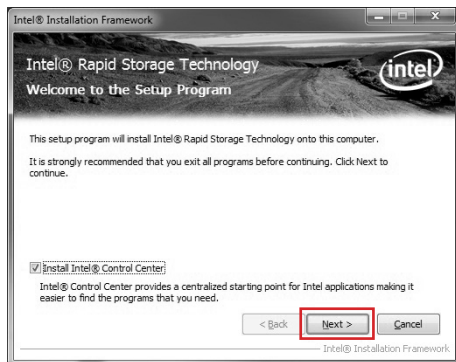 Intel® Installation Framework
Intel® Rapid Storage Technology
Welcome to the Setup Program
intel
This setup program will install Intel® Rapid Storage Technology onto this computer.
It is strongly recommended that you exit all programs before continuing. Click Next to
continue.
Install Intel® Control Center
Intel® Control Center provides a centralized starting point for Intel applications making it
easier to find the programs that you need.
< Back Next > Cancel
Intel® Installation Framework